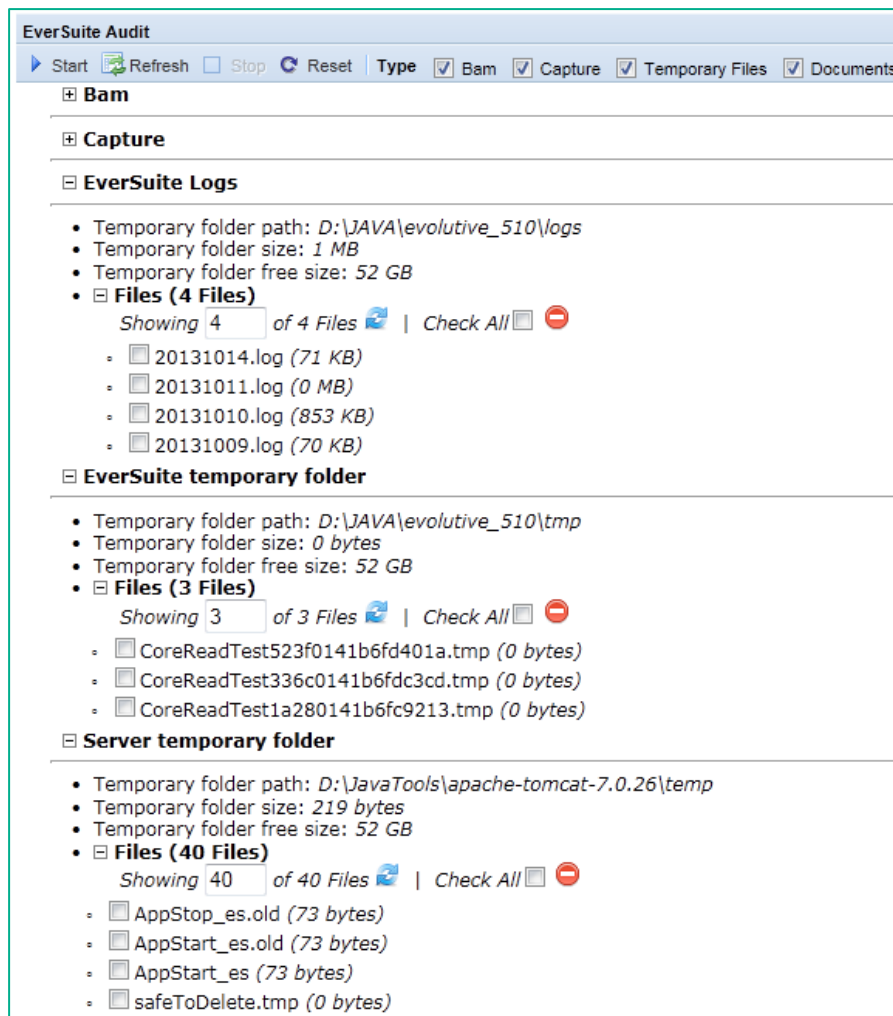 EverSuite Audit
Start Refresh Stop Reset Type Bam Capture Temporary Files Documents
Bam
Capture
EverSuite Logs
Temporary folder path: D:\JAVA\evolutive_510\logs
Temporary folder size: 1 MB
Temporary folder free size: 52 GB
Files (4 Files)
Showing 4 of 4 Files | Check All
20131014.log (71 KB)
20131011.log (0 MB)
20131010.log (853 KB)
20131009.log (70 KB)
EverSuite temporary folder
Temporary folder path: D:\JAVA\evolutive_510\tmp
Temporary folder size: 0 bytes
Temporary folder free size: 52 GB
Files (3 Files)
Showing 3 of 3 Files | Check All
CoreReadTest523f0141b6fd401a.tmp (0 bytes)
CoreReadTest336c0141b6fdc3cd.tmp (0 bytes)
CoreReadTest1a280141b6fc9213.tmp (0 bytes)
Server temporary folder
Temporary folder path: D:\JavaTools\apache-tomcat-7.0.26\temp
Temporary folder size: 219 bytes
Temporary folder free size: 52 GB
Files (40 Files)
Showing 40 of 40 Files | Check All
AppStop_es.old (73 bytes)
AppStart_es.old (73 bytes)
AppStart_es (73 bytes)
safeToDelete.tmp (0 bytes)